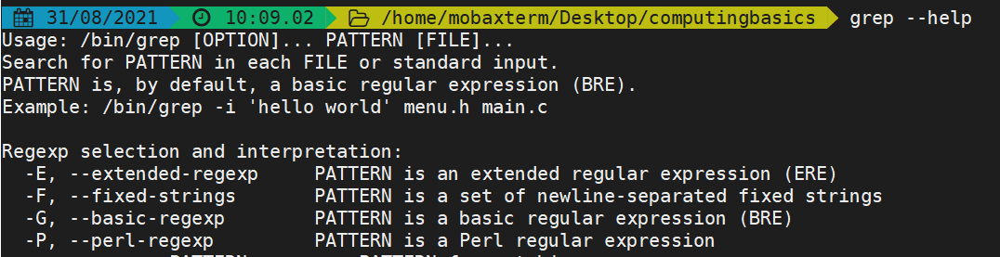 31/08/2021 10:09.02 /home/mobaxterm/Desktop/computingbasics grep --help
Usage: /bin/grep [OPTION]... PATTERN [FILE]...
Search for PATTERN in each FILE or standard input.
PATTERN is, by default, a basic regular expression (BRE).
Example: /bin/grep -i 'hello world' menu.h main.c

Regexp selection and interpretation:
  -E, --extended-regexp     PATTERN is an extended regular expression (ERE)
  -F, --fixed-strings       PATTERN is a set of newline-separated fixed strings
  -G, --basic-regexp        PATTERN is a basic regular expression (BRE)
  -P, --perl-regexp         PATTERN is a Perl regular expression